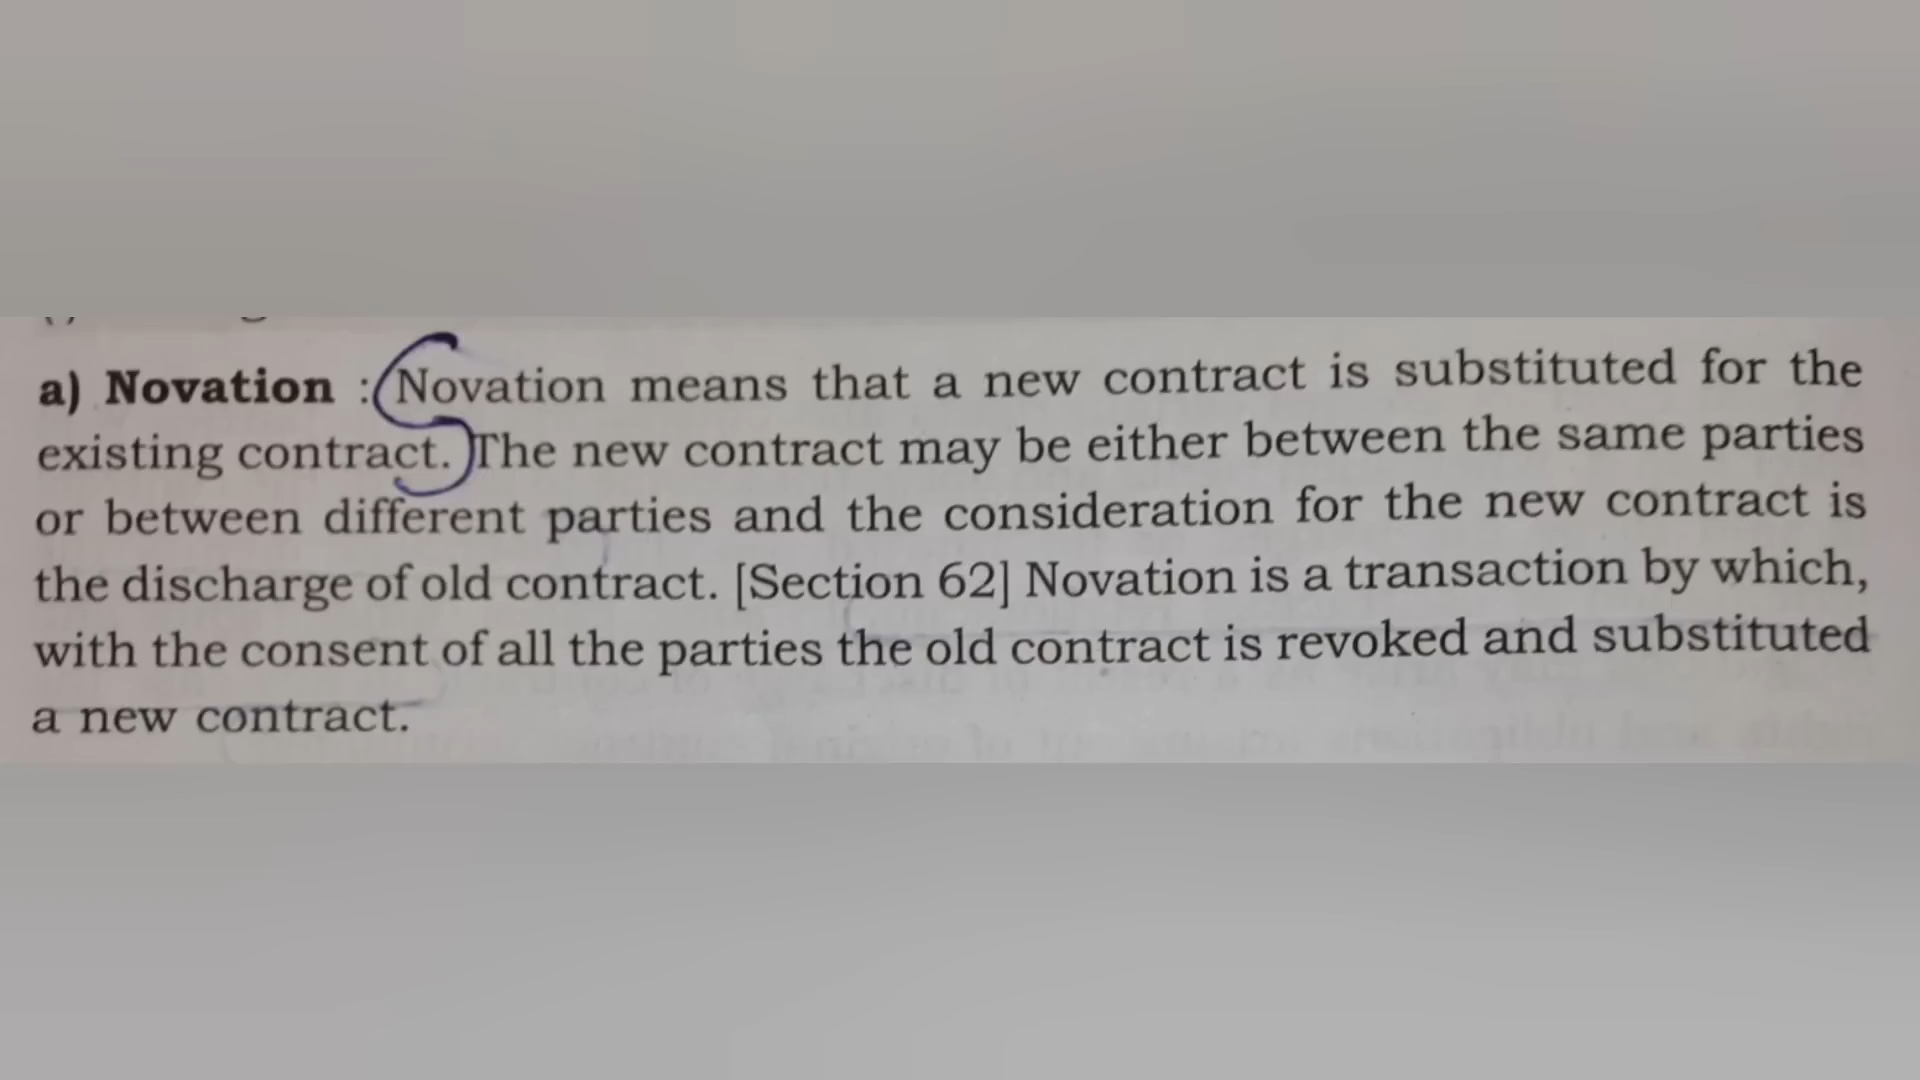 a) Novation : Novation means that a new contract is substituted for the
existing contract. The new contract may be either between the same parties
or between different parties and the consideration for the new contract is
the discharge of old contract. [Section 62] Novation is a transaction by which,
with the consent of all the parties the old contract is revoked and substituted
a new contract.